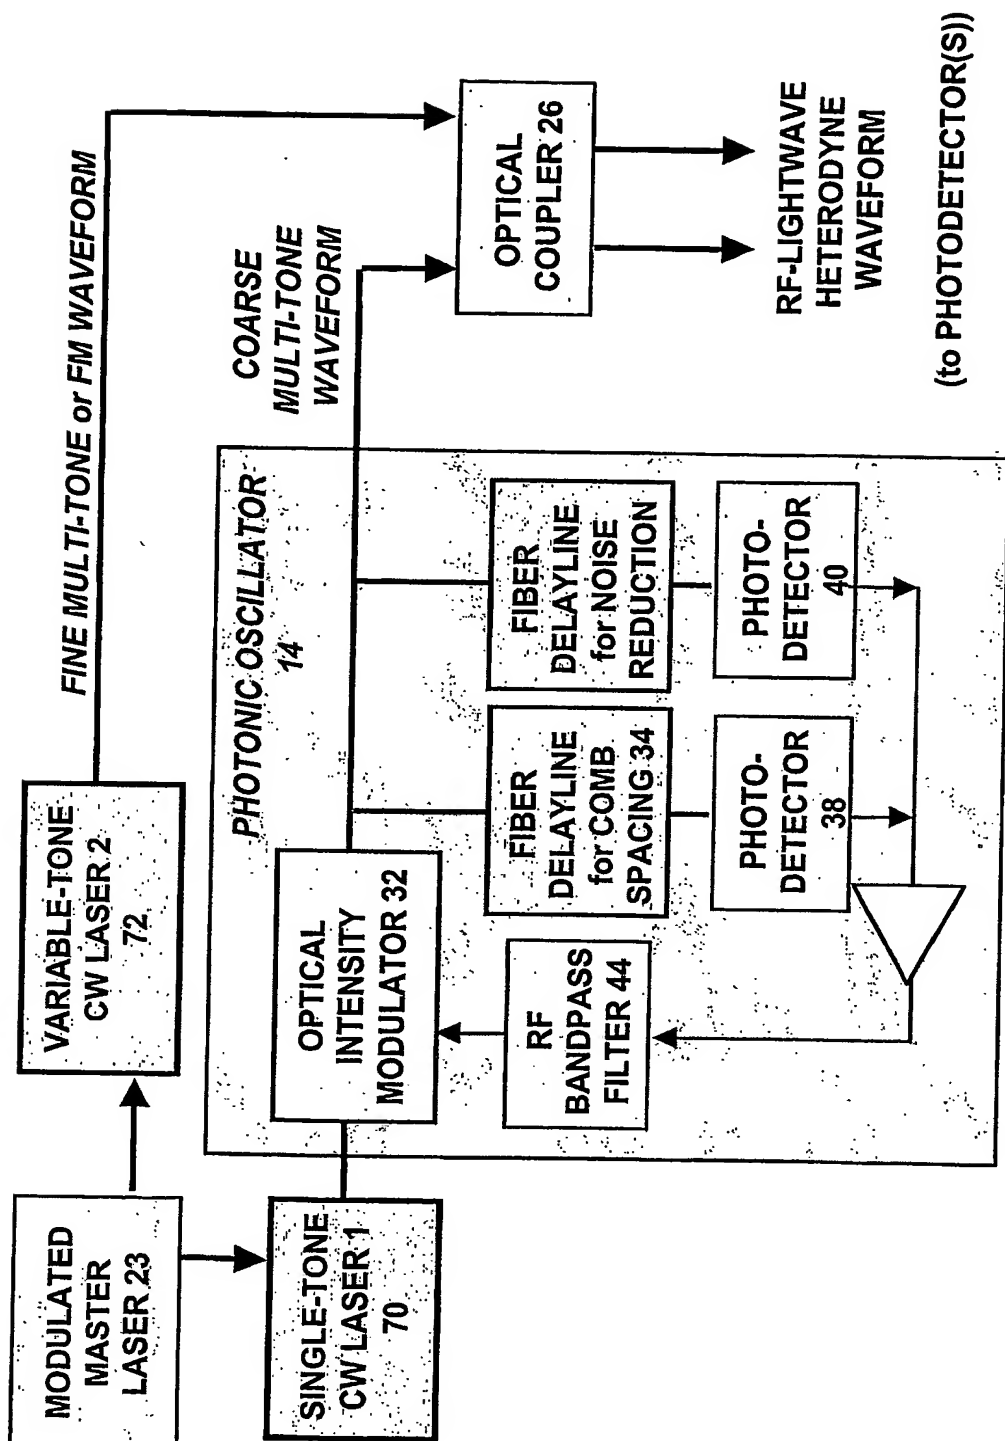 MODULATED
MASTER
LASER 23
VARIABLE-TONE
CW LASER 2
72
FINE MULTI-TONE or FM WAVEFORM
SINGLE-TONE
CW LASER 1
70
PHOTONIC OSCILLATOR
14
OPTICAL
INTENSITY
MODULATOR 32
COARSE
MULTI-TONE
WAVEFORM
OPTICAL
COUPLER 26
RF
BANDPASS
FILTER 44
FIBER
DELAYLINE
for COMB
SPACING 34
FIBER
DELAYLINE
for NOISE
REDUCTION
PHOTO-
DETECTOR
38
PHOTO-
DETECTOR
40
RF-LIGHTWAVE
HETERODYNE
WAVEFORM
(to PHOTODETECTOR(S))